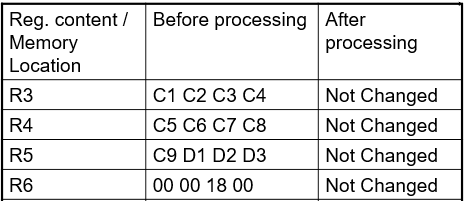 Reg. content / Before processing After
Memory processing
Location
R3 C1 C2 C3 C4 Not Changed
R4 C5 C6 C7 C8 Not Changed
R5 C9 D1 D2 D3 Not Changed
R6 00 00 18 00 Not Changed